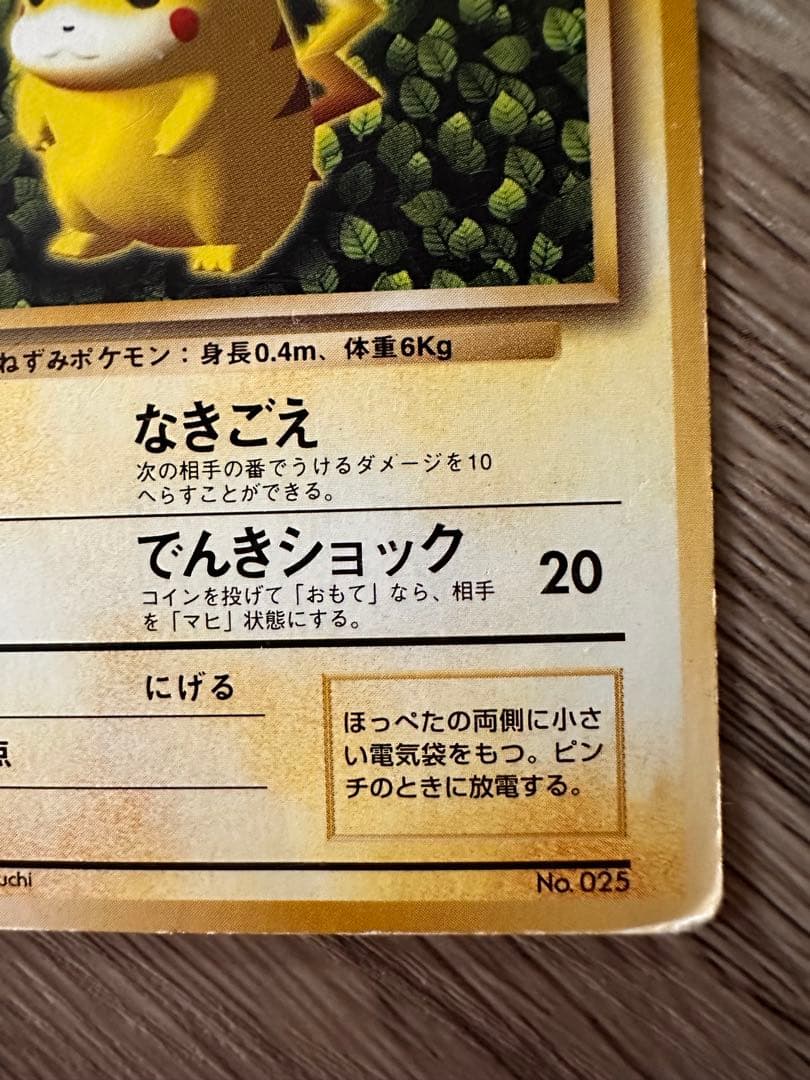 ねずみポケモン：身長0.4m、体重6Kg
なきごえ
次の相手の番でうけるダメージを10
へらすことができる。
でんきショック 20
コインを投げて「おもて」なら、相手
を「マヒ」状態にする。
にげる
点
ほっぺたの両側に小さ
い電気袋をもつ。ピン
チのときに放電する。
uchi
No. 025